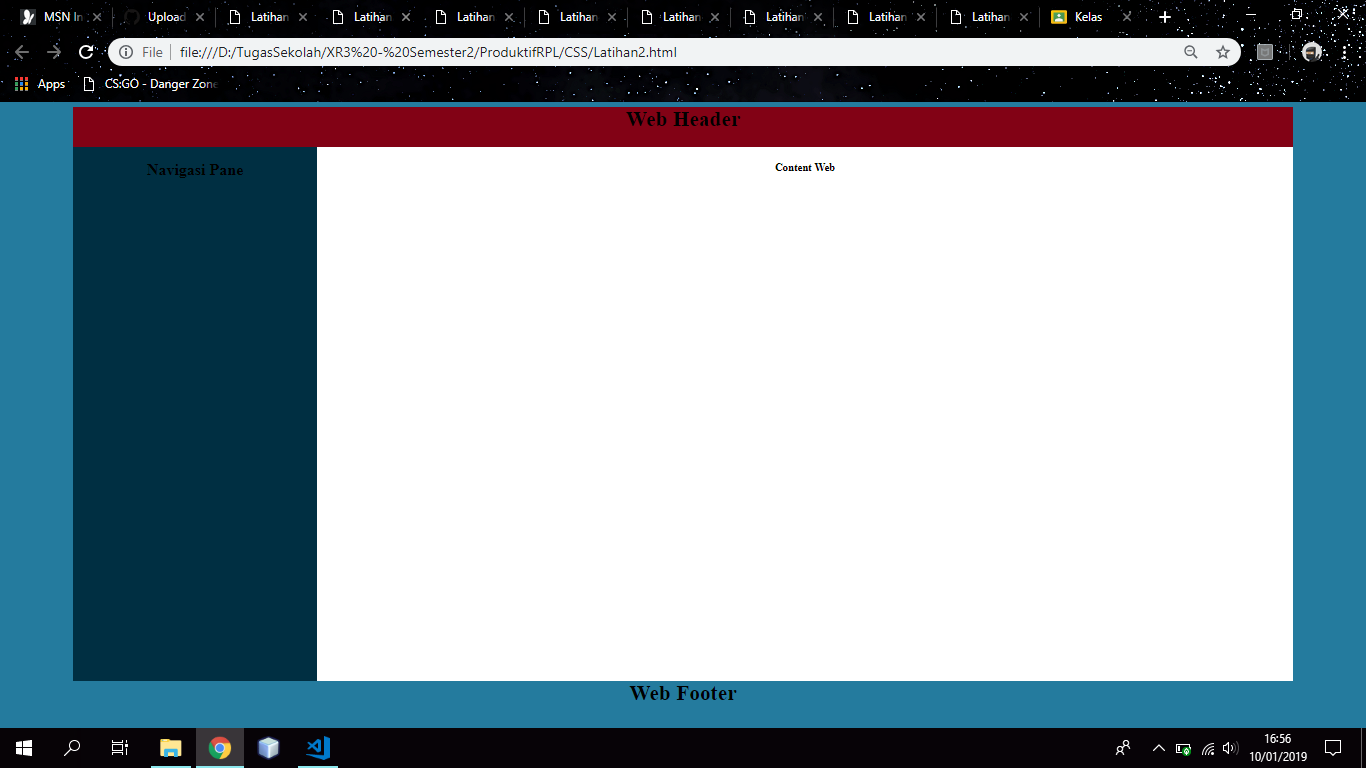 MSN In
Upload
Latihan
Latihan
Latihan
Latihan
Latihan
Latihan
Latihan
Latihan
Kelas
File
file:///D:/TugasSekolah/XR3%20-%20Semester2/ProduktifRPL/CSS/Latihan2.html
Apps
CS:GO - Danger Zone
Web Header
Navigasi Pane
Content Web
Web Footer
16:56
10/01/2019